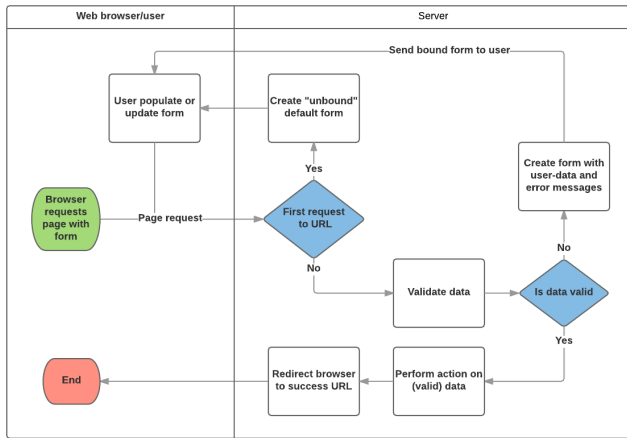 Web browser/user
Server
Send bound form to user
User populate or
update form
Create "unbound"
default form
Create form with
user-data and
error messages
Yes
Browser
requests
page with
form
Page request
First request
to URL
No
No
Validate data
Is data valid
Yes
End
Redirect browser
to success URL
Perform action on
(valid) data